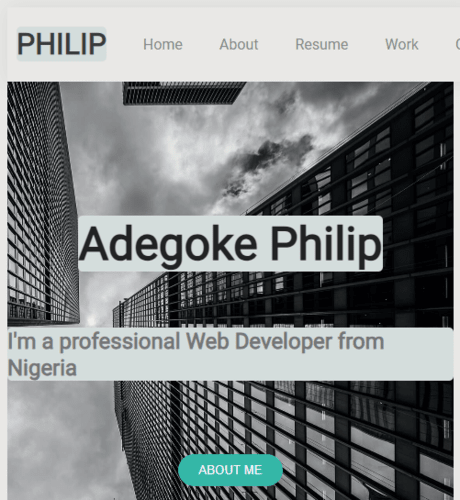 PHILIP
Home About Resume Work
Adegoke Philip
I'm a professional Web Developer from
Nigeria
ABOUT ME